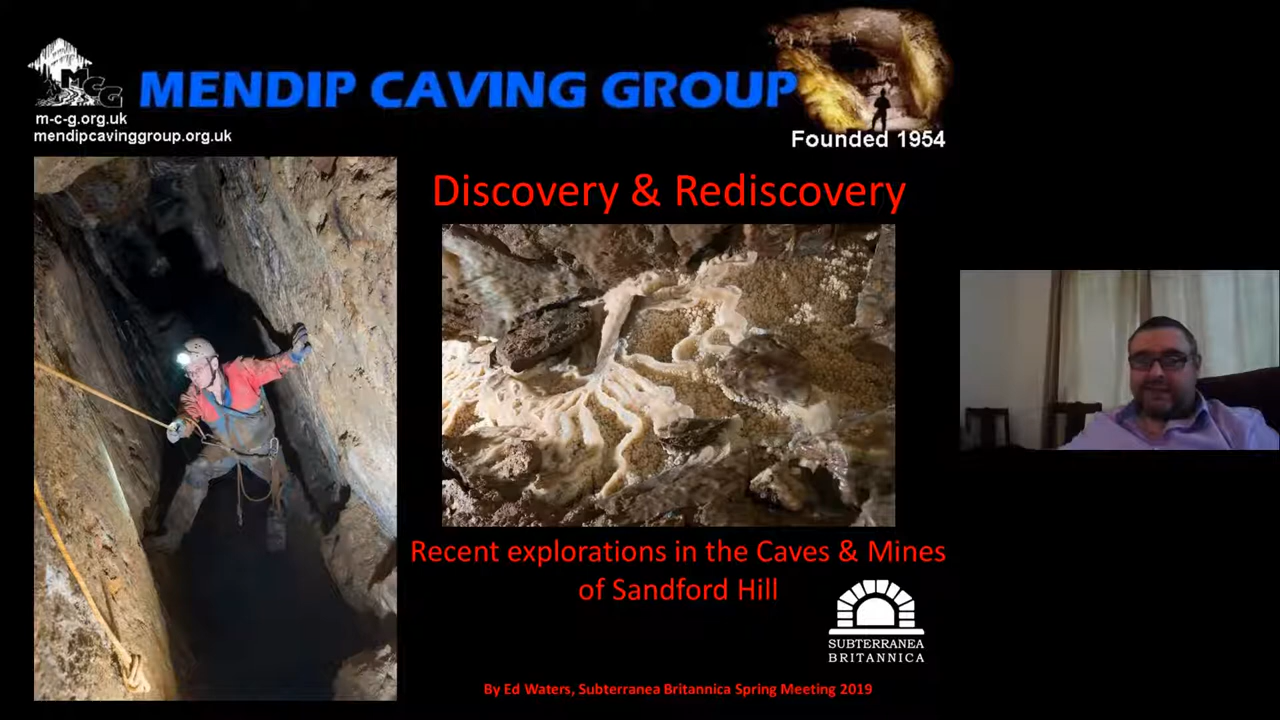 MENDIP CAVING GROUP
m-c-g.org.uk
mendipcavinggroup.org.uk
Founded 1954
Discovery & Rediscovery
Recent explorations in the Caves & Mines
of Sandford Hill
SUBTERRANEA
BRITANNICA
By Ed Waters, Subterranea Britannica Spring Meeting 2019